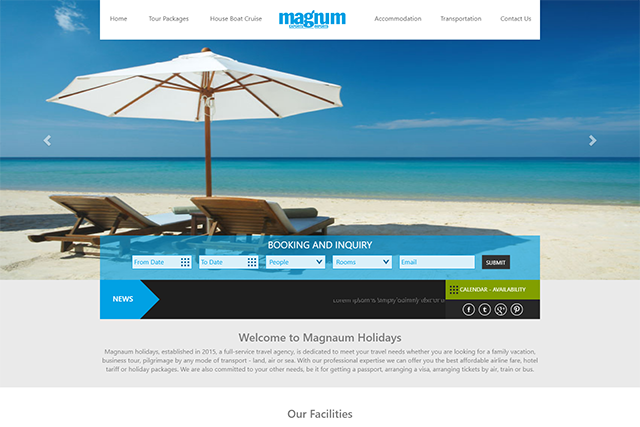 Home Tour Packages House Boat Cruise magnum Accommodation Transportation Contact Us
BOOKING AND INQUIRY
From Date To Date People Rooms Email SUBMIT
CALENDAR - AVAILABILITY
NEWS Lorem Ipsum is simply dummy text of
Welcome to Magnaum Holidays
Magnaum holidays, established in 2015, a full-service travel agency, is dedicated to meet your travel needs whether you are looking for a family vacation,
business tour, pilgrimage by any mode of transport - land, air or sea. With our professional expertise we can offer you the best affordable airline fare, hotel
tariff or holiday packages. We are also committed to your other needs, be it for getting a passport, arranging a visa, arranging tickets by air, train or bus.
Our Facilities